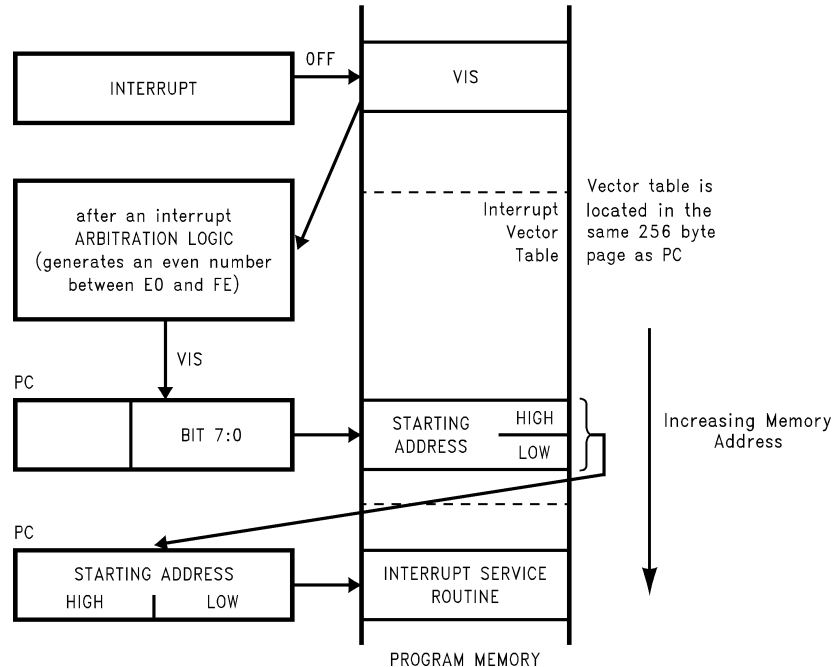 INTERRUPT
OFF
VIS
after an interrupt
ARBITRATION LOGIC
(generates an even number
between E0 and FE)
Interrupt
Vector
Table
Vector table is
located in the
same 256 byte
page as PC
VIS
PC
BIT 7:0
STARTING
ADDRESS
HIGH
LOW
Increasing Memory
Address
PC
STARTING ADDRESS
HIGH
LOW
INTERRUPT SERVICE
ROUTINE
PROGRAM MEMORY